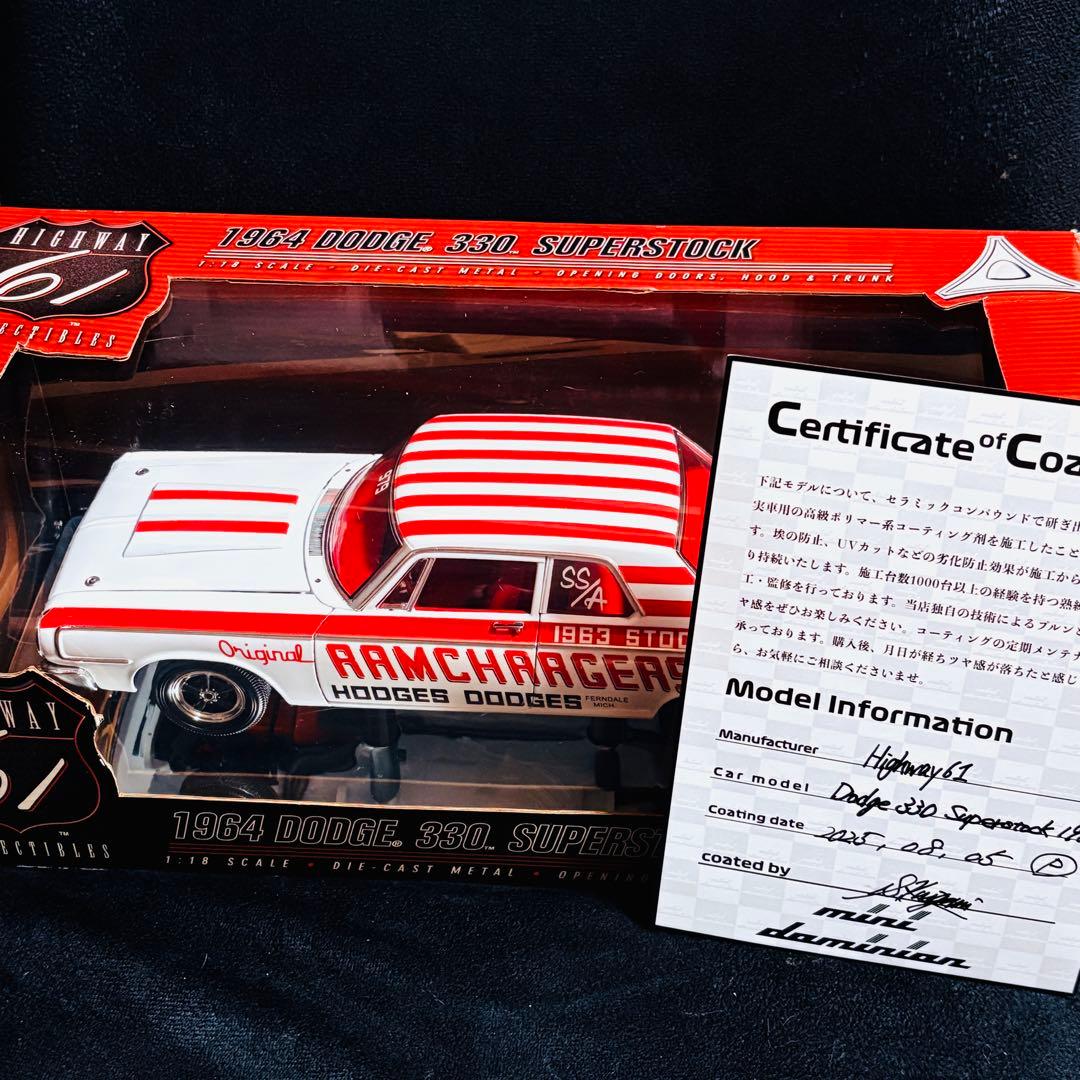 HIGHWAY
61
ECTIBLES
™
1964 DODGE® 330™ SUPERSTOCK
1:18 SCALE - DIE-CAST METAL - OPENING DOORS, HOOD & TRUNK
SS/A
1963 STOC
Original
RAMCHARGERS
HODGES DODGES
FERNDALE
MICH.
WAY
61
™
ECTIBLES
1964 DODGE® 330™ SUPERST
1:18 SCALE • DIE-CAST METAL • OPENING
Certificate of Coa
下記モデルについて、セラミックコンパウンドで研ぎ出
実車用の高級ポリマー系コーティング剤を施工したこと
す。埃の防止、UVカットなどの劣化防止効果が施工から
り持続いたします。施工台数1000台以上の経験を持つ熟練
工・監修を行っております。当店独自の技術によるプルンと
ヤ感をぜひお楽しみください。コーティングの定期メンテナ
承っております。購入後、月日が経ちツヤ感が落ちたと感じ
ら、お気軽にご相談くださいませ。
Model Information
Manufacturer Highway61
Car model Dodge 330 Superstock 19
Coating date 2025, 08, 05 Ⓟ
coated by
mini
dominion